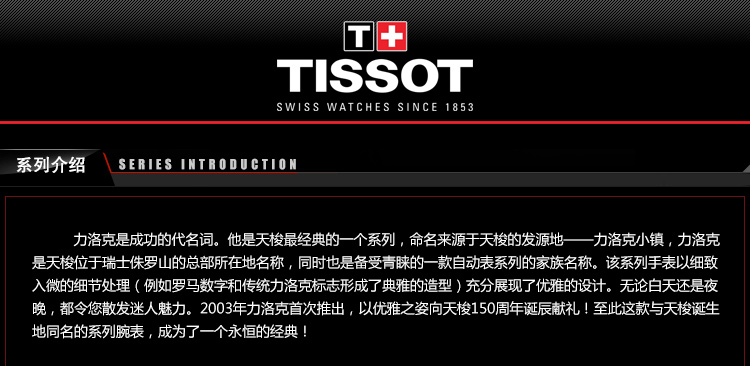 T+
TISSOT
SWISS WATCHES SINCE 1853
系列介绍 SERIES INTRODUCTION
力洛克是成功的代名词。他是天梭最经典的一个系列，命名来源于天梭的发源地——力洛克小镇，力洛克
是天梭位于瑞士侏罗山的总部所在地名称，同时也是备受青睐的一款自动表系列的家族名称。该系列手表以细致
入微的细节处理（例如罗马数字和传统力洛克标志形成了典雅的造型）充分展现了优雅的设计。无论白天还是夜
晚，都令您散发迷人魅力。2003年力洛克首次推出，以优雅之姿向天梭150周年诞辰献礼！至此这款与天梭诞生
地同名的系列腕表，成为了一个永恒的经典！